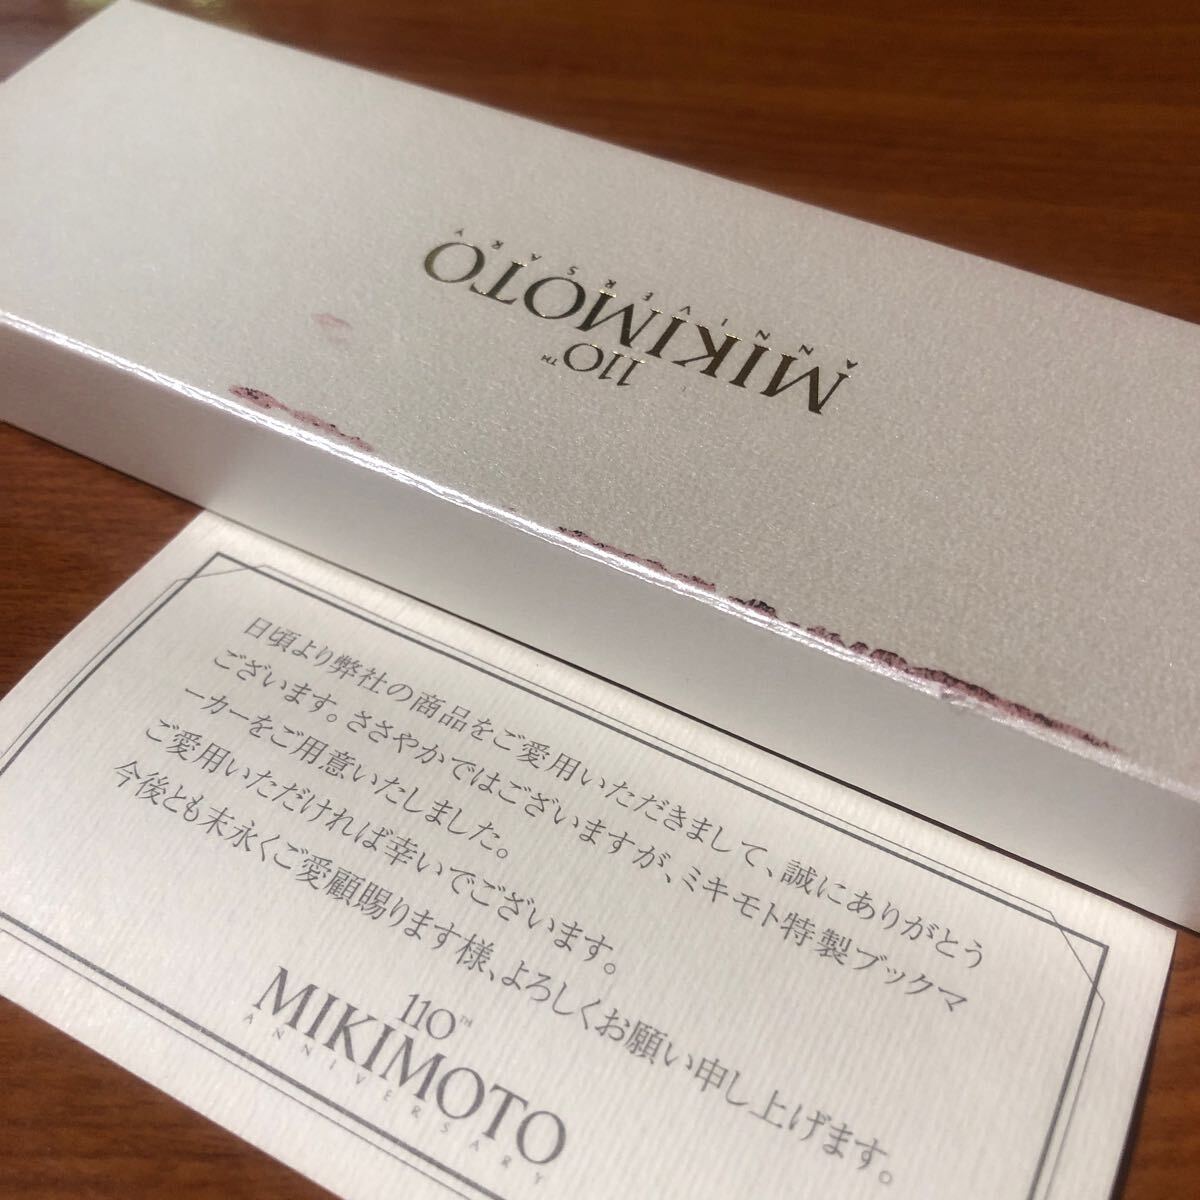 110™
MIKIMOTO
ANNIVERSARY
日頃より弊社の商品をご愛用いただきまして、誠にありがとう
ございます。ささやかではございますが、ミキモト特製ブックマ
ーカーをご用意いたしました。
ご愛用いただければ幸いでございます。
今後とも末永くご愛顧賜ります様、よろしくお願い申し上げます。
110™
MIKIMOTO
ANNIVERSARY